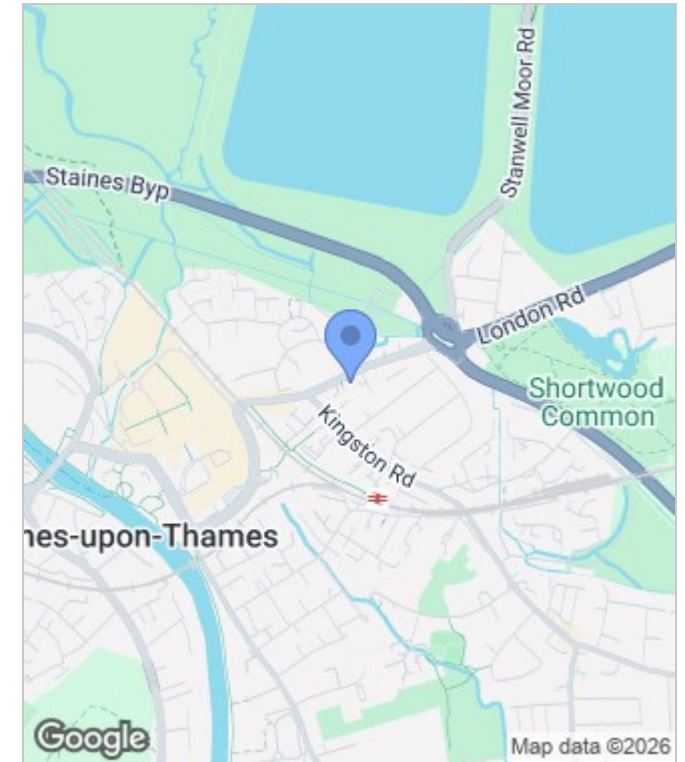 Stanwell Moor Rd
Staines Byp
London Rd
Shortwood
Common
Kingston Rd
nes-upon-Thames
Google
Map data ©2026